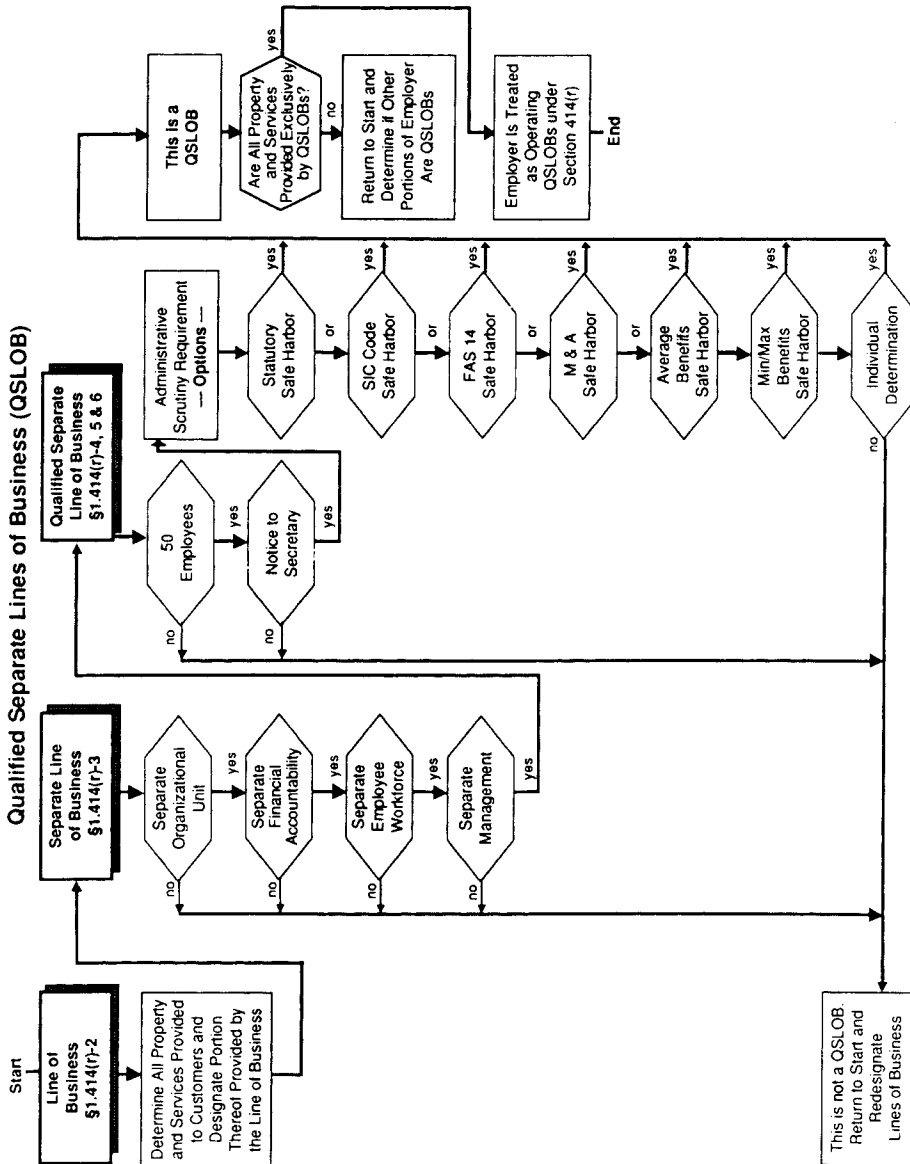 Qualified Separate Lines of Business (QSLOB)
Start
Line of
Business
§1.414(r)-2
Determine All Property
and Services Provided
to Customers and
Designate Portion
Thereof Provided by
the Line of Business
This is not a QSLOB.
Return to Start and
Redesignate
Lines of Business
Separate Line
of Business
§1.414(r)-3
Separate
Organizational
Unit
no
yes
Separate
Financial
Accountability
no
yes
Separate
Employee
Workforce
no
yes
Separate
Management
no
yes
Qualified Separate
Line of Business
§1.414(r)-4, 5 & 6
50
Employees
no
yes
Notice to
Secretary
no
yes
Administrative
Scrutiny Requirement
--- Options ---
Statutory
Safe Harbor
yes
or
SIC Code
Safe Harbor
yes
or
FAS 14
Safe Harbor
yes
or
M & A
Safe Harbor
yes
or
Average
Benefits
Safe Harbor
yes
Min/Max
Benefits
Safe Harbor
yes
Individual
Determination
no
yes
This is a
QSLOB
Are All Property
and Services
Provided Exclusively
by QSLOBs?
yes
no
Return to Start and
Determine if Other
Portions of Employer
Are QSLOBs
Employer Is Treated
as Operating
QSLOBs under
Section 414(r)
End